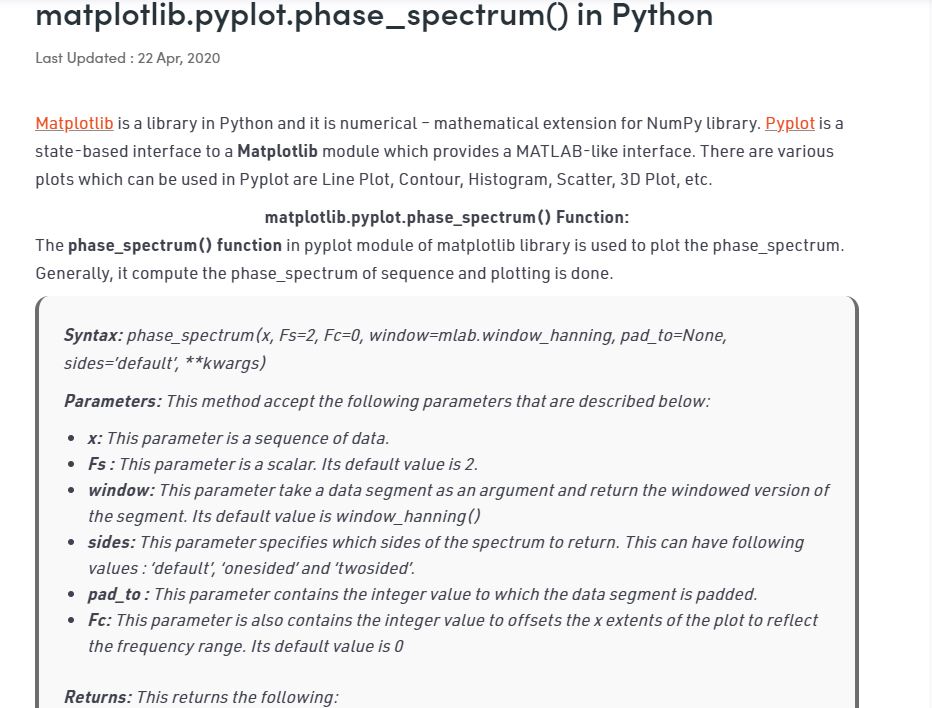 matplotlib.pyplot.phase_spectrum() in Python
Last Updated : 22 Apr, 2020
Matplotlib is a library in Python and it is numerical – mathematical extension for NumPy library. Pyplot is a
state-based interface to a Matplotlib module which provides a MATLAB-like interface. There are various
plots which can be used in Pyplot are Line Plot, Contour, Histogram, Scatter, 3D Plot, etc.
matplotlib.pyplot.phase_spectrum() Function:
The phase_spectrum() function in pyplot module of matplotlib library is used to plot the phase_spectrum.
Generally, it compute the phase_spectrum of sequence and plotting is done.
Syntax: phase_spectrum(x, Fs=2, Fc=0, window=mlab.window_hanning, pad_to=None,
sides=’default’, **kwargs)
Parameters: This method accept the following parameters that are described below:
• x: This parameter is a sequence of data.
• Fs : This parameter is a scalar. Its default value is 2.
• window: This parameter take a data segment as an argument and return the windowed version of
the segment. Its default value is window_hanning()
• sides: This parameter specifies which sides of the spectrum to return. This can have following
values : ‘default’, ‘onesided’ and ‘twosided’.
• pad_to : This parameter contains the integer value to which the data segment is padded.
• Fc: This parameter is also contains the integer value to offsets the x extents of the plot to reflect
the frequency range. Its default value is 0
Returns: This returns the following: